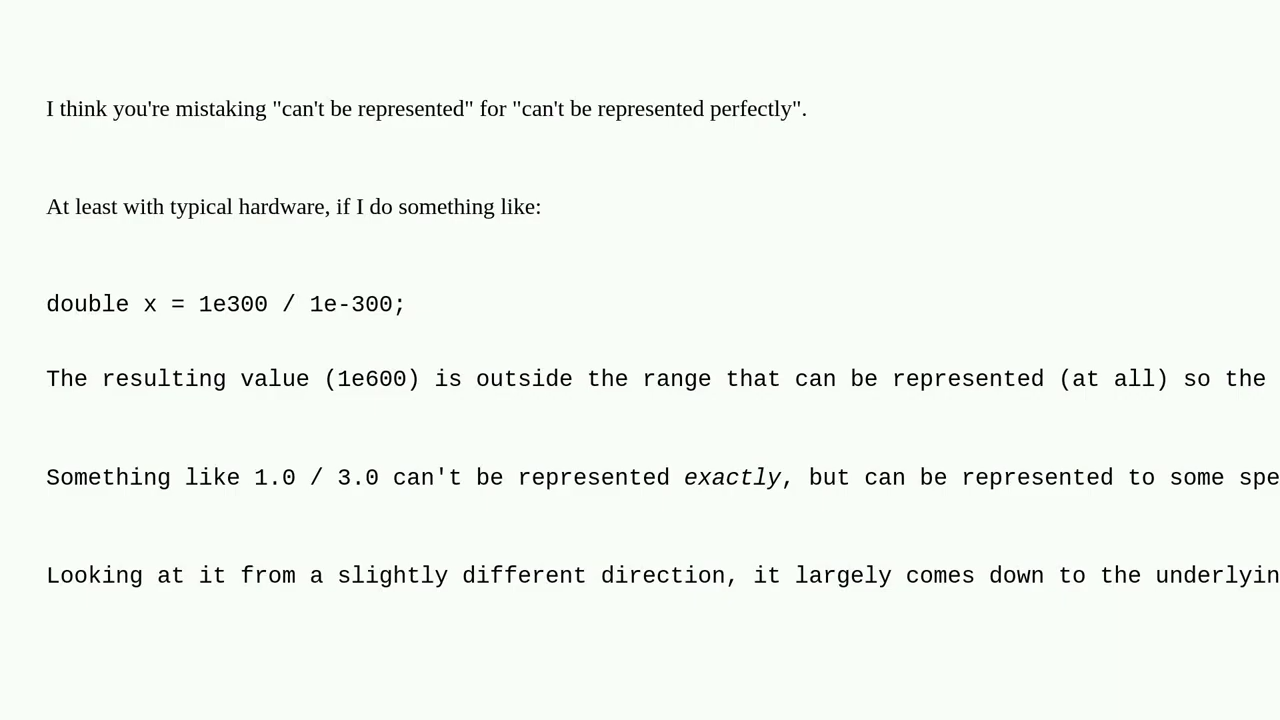 I think you're mistaking "can't be represented" for "can't be represented perfectly".
At least with typical hardware, if I do something like:
double x = 1e300 / 1e-300;
The resulting value (1e600) is outside the range that can be represented (at all) so the
Something like 1.0 / 3.0 can't be represented exactly, but can be represented to some spe
Looking at it from a slightly different direction, it largely comes down to the underlyin